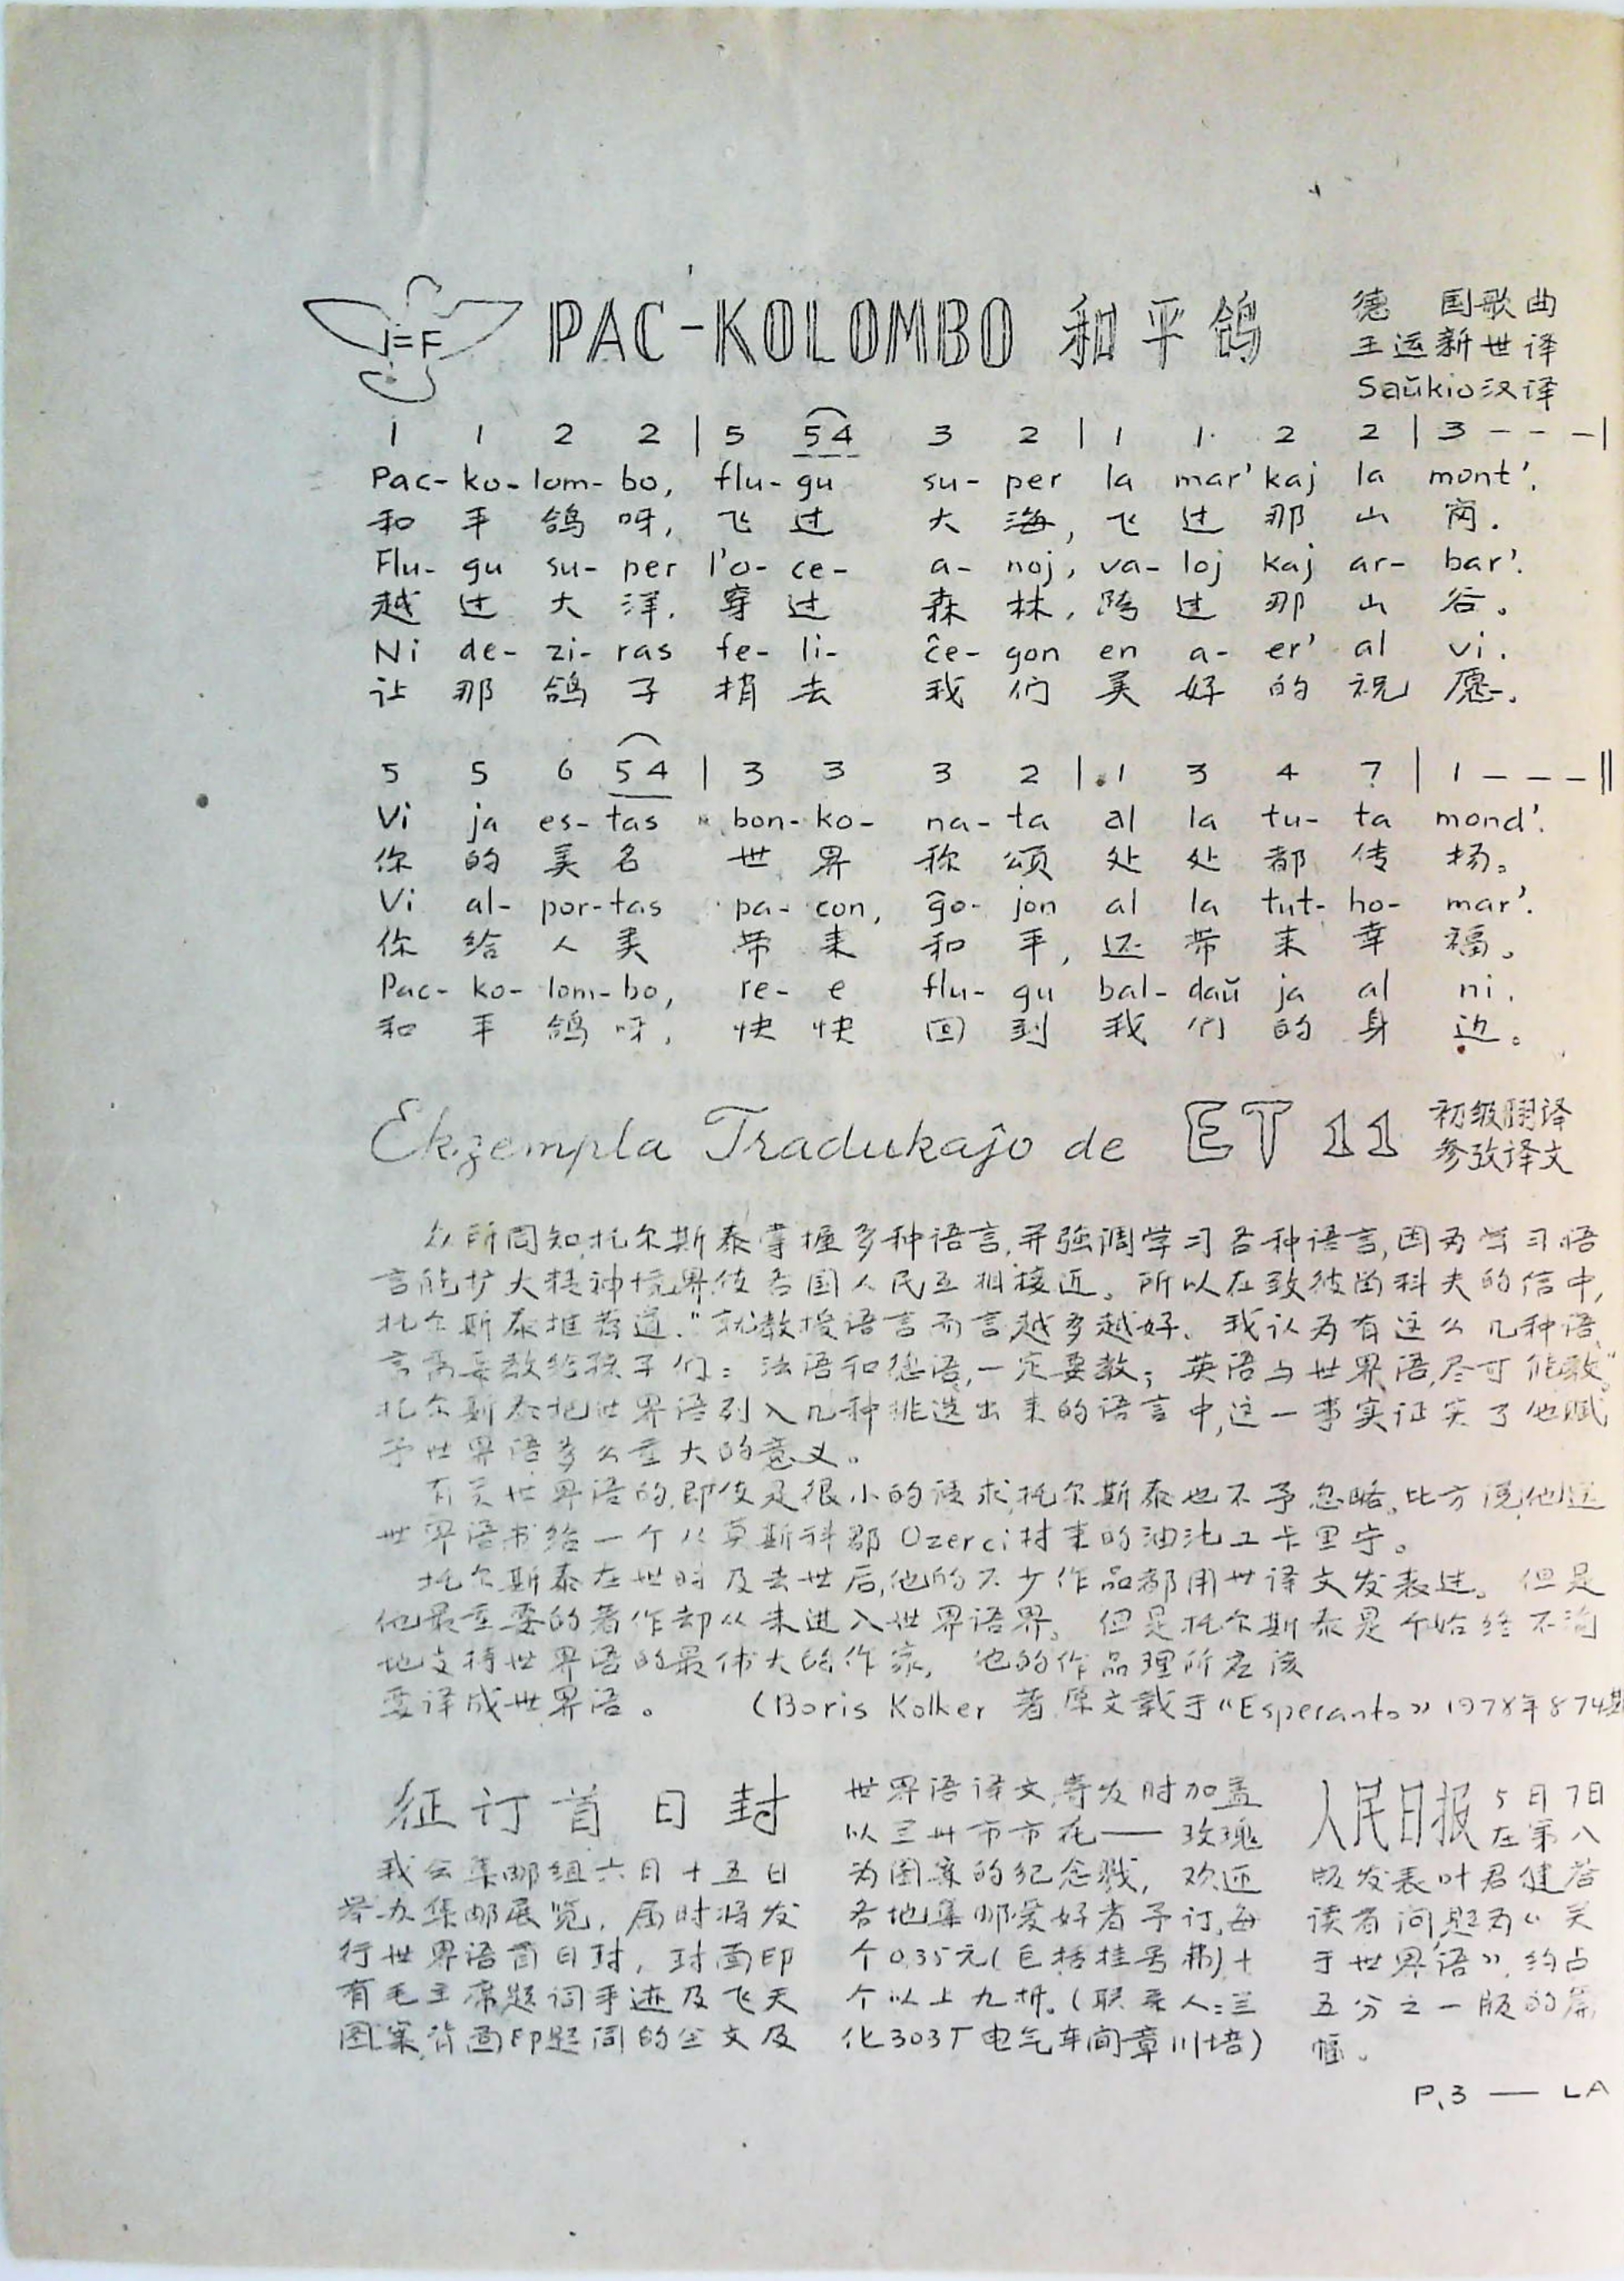 1=F PAC-KOLOMBO 和平鸽
德 国歌曲
王运新世译
Saŭkio汉译
1 1 2 2 | 5 54 3 2 | 1 1. 2 2 | 3 - - - |
Pac- ko- lom- bo, flu- gu su- per la mar' kaj la mont'.
和 平 鸽 呀, 飞 过 大 海, 飞 过 那 山 岗.
Flu- gu su- per l'o- ce- a- noj, va- loj kaj ar- bar'.
越 过 大 洋, 穿 过 森 林, 跨 过 那 山 谷。
Ni de- zi- ras fe- li- ĉe- gon en a- er' al vi.
让 那 鸽 子 捎 去 我 们 美 好 的 祝 愿。
5 5 6 54 | 3 3 3 2 | .1 3 4 7 | 1 - - - ‖
Vi ja es- tas bon- ko- na- ta al la tu- ta mond'.
你 的 美 名 世 界 称 颂 处 处 都 传 扬。
Vi al- por- tas pa- con, ĝo- jon al la tut- ho- mar'.
你 给 人 类 带 来 和 平, 还 带 来 幸 福。
Pac- ko- lom- bo, re- e flu- gu bal- daŭ ja al ni.
和 平 鸽 呀, 快 快 回 到 我 们 的 身 边。
Ekzempla Tradukaĵo de ET 11 初级翻译
参考译文
众所周知,托尔斯泰掌握多种语言,并强调学习各种语言,因为学习语
言能扩大精神境界,使各国人民互相接近。所以在致彼留科夫的信中,
托尔斯泰推荐道:"就教授语言而言,越多越好。我认为有这么几种语
言需要教给孩子们: 法语和德语,一定要教; 英语与世界语,尽可能教"
托尔斯泰把世界语列入几种挑选出来的语言中,这一事实证实了他赋
予世界语多么重大的意义。
有关世界语的,即使是很小的请求,托尔斯泰也不予忽略。比方说,他送
世界语书给一个从莫斯科郡Ozerci村来的油漆工卡里宁。
托尔斯泰在世时及去世后,他的不少作品都用世译文发表过。但是
他最重要的著作却从未进入世界语界。但是托尔斯泰是个始终不渝
地支持世界语的最伟大的作家, 他的作品理所应该
要译成世界语。 (Boris Kolker 著,原文载于《Esperanto》1978年874期
征订首日封
我会集邮组六月十五日
举办集邮展览, 届时将发
行世界语首日封, 封面印
有毛主席题词手迹及飞天
图案,背面印题词的全文及
世界语译文,寄发时加盖
以兰州市市花——玫瑰
为图案的纪念戳, 欢迎
各地集邮爱好者予订,每
个0.35元(包括挂号费)十
个以上九折。(联系人:兰
化303厂电气车间章川培)
人民日报 5月7日
在第八
版发表叶君健答
读者问题为《关
于世界语》,约占
五分之一版的篇
幅。
P.3 — LA